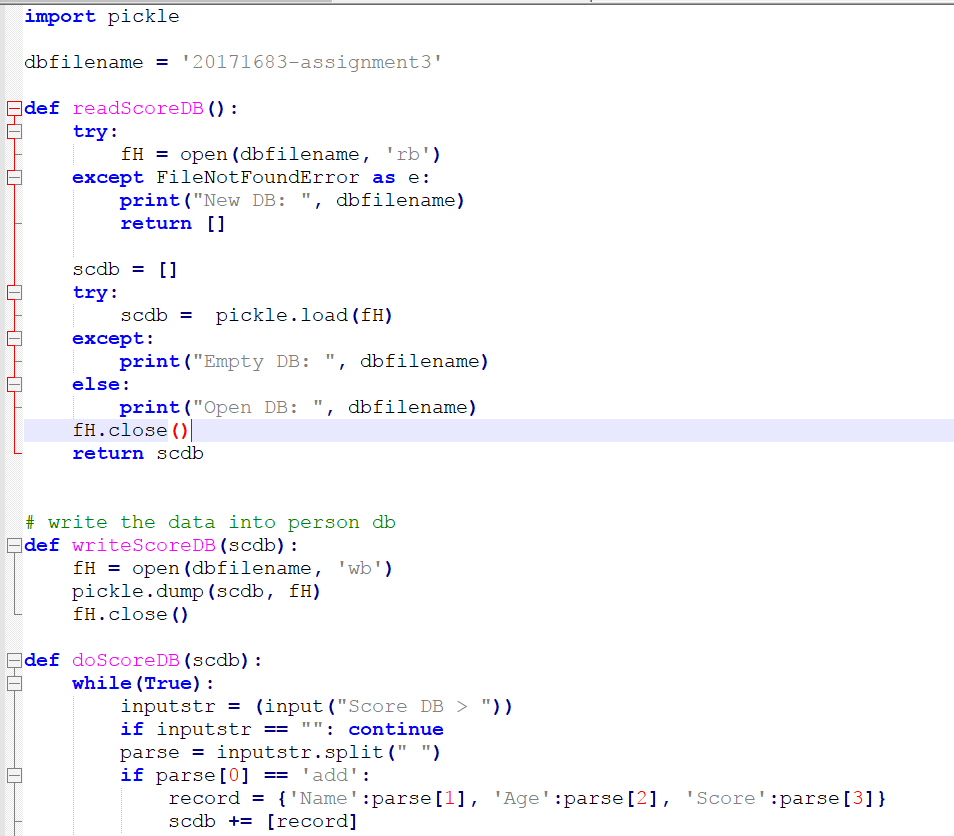 import pickle
dbfilename = '20171683-assignment3'
def readScoreDB():
    try:
        fH = open(dbfilename, 'rb')
    except FileNotFoundError as e:
        print("New DB: ", dbfilename)
        return []
    scdb = []
    try:
        scdb =  pickle.load(fH)
    except:
        print("Empty DB: ", dbfilename)
    else:
        print("Open DB: ", dbfilename)
    fH.close()
    return scdb
# write the data into person db
def writeScoreDB(scdb):
    fH = open(dbfilename, 'wb')
    pickle.dump(scdb, fH)
    fH.close()
def doScoreDB(scdb):
    while(True):
        inputstr = (input("Score DB > "))
        if inputstr == "": continue
        parse = inputstr.split(" ")
        if parse[0] == 'add':
            record = {'Name':parse[1], 'Age':parse[2], 'Score':parse[3]}
            scdb += [record]